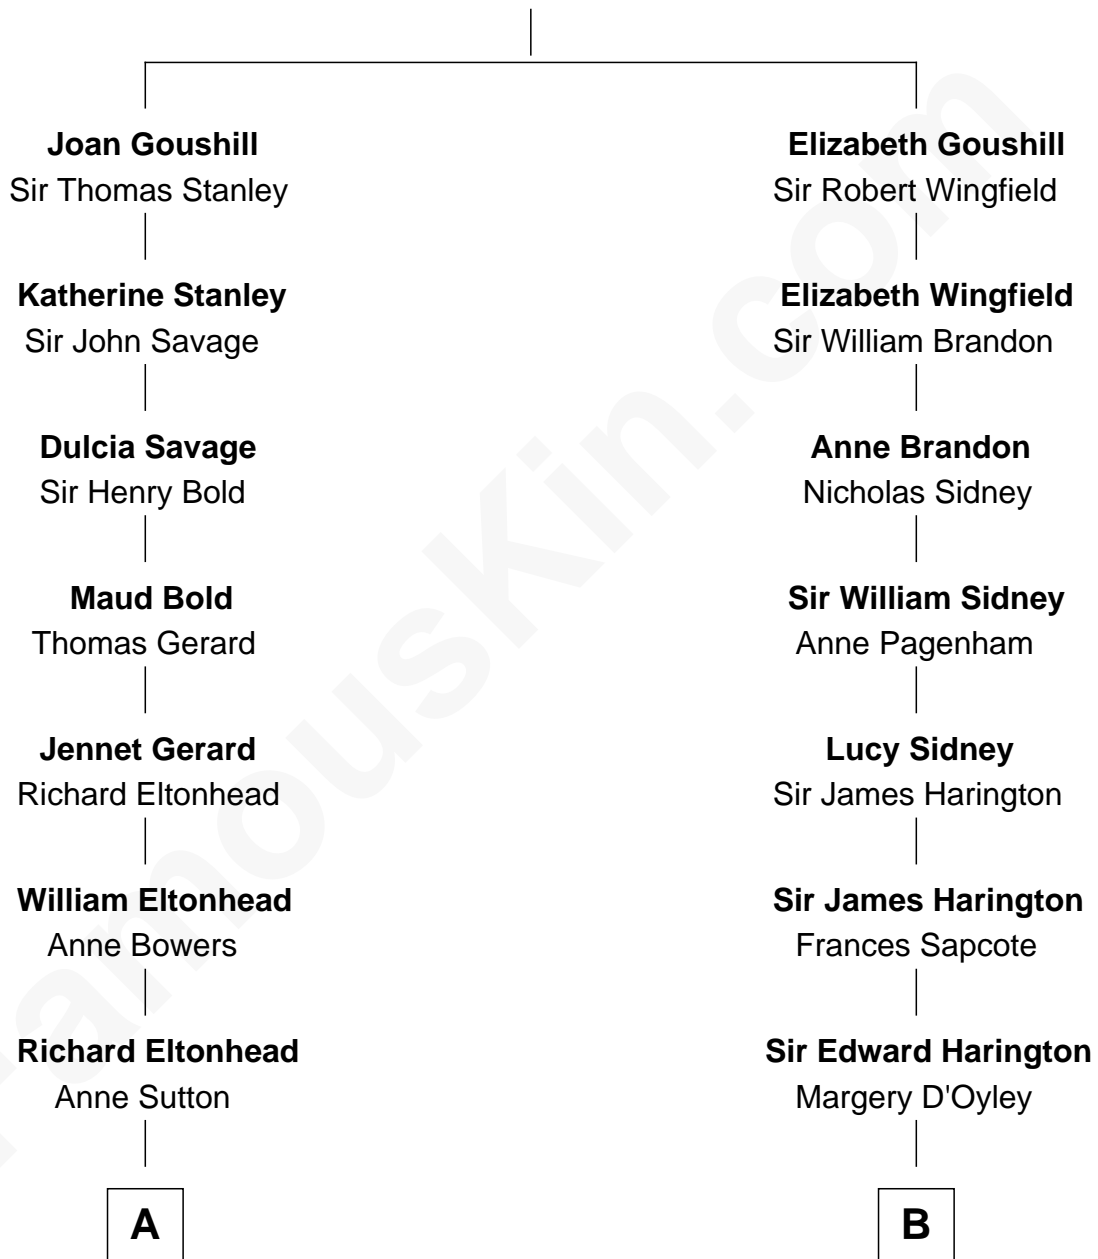 Joan Goushill
Sir Thomas Stanley
Katherine Stanley
Sir John Savage
Dulcia Savage
Sir Henry Bold
Maud Bold
Thomas Gerard
Jennet Gerard
Richard Eltonhead
William Eltonhead
Anne Bowers
Richard Eltonhead
Anne Sutton
A
Elizabeth Goushill
Sir Robert Wingfield
Elizabeth Wingfield
Sir William Brandon
Anne Brandon
Nicholas Sidney
Sir William Sidney
Anne Pagenham
Lucy Sidney
Sir James Harington
Sir James Harington
Frances Sapcote
Sir Edward Harington
Margery D'Oyley
B
FamousKin.com